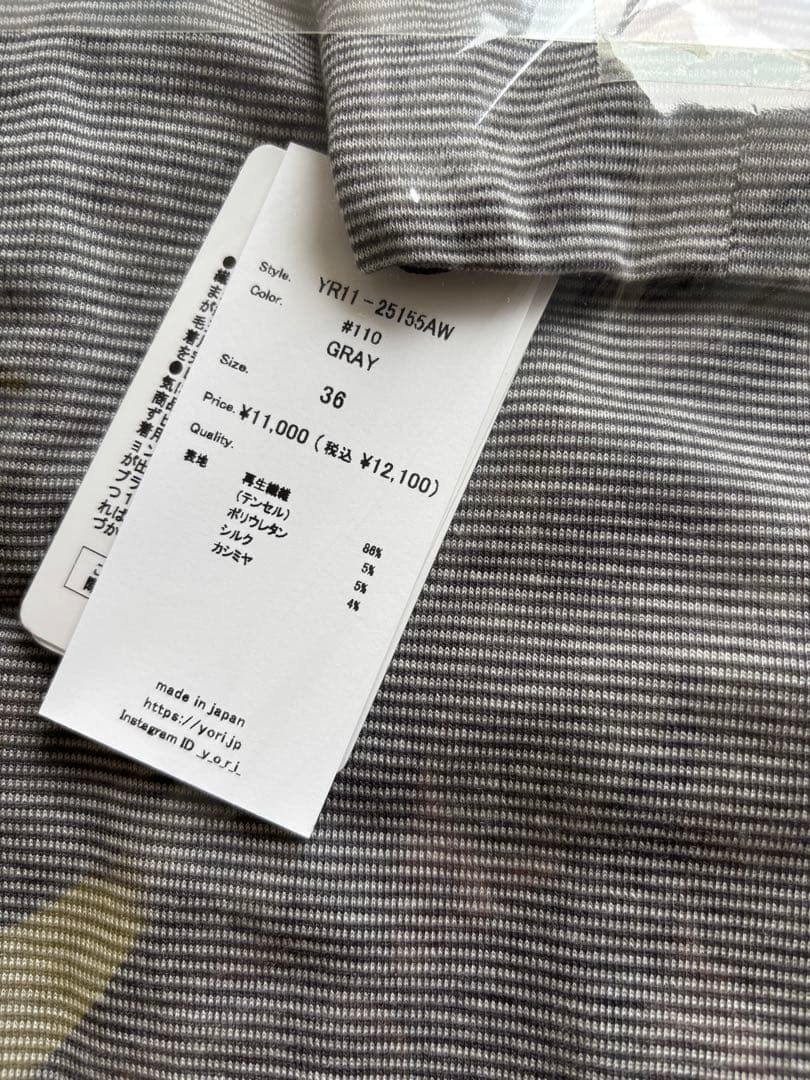 Style. YR11-25155AW
Color. #110
GRAY
Size. 36
Price. ¥11,000(税込 ¥12,100)
Quality.
表地
再生繊維
(テンセル) 86%
ポリウレタン 5%
シルク 5%
カシミヤ 4%
made in japan
https://yori.jp
Instagram ID _y_o_r_i_